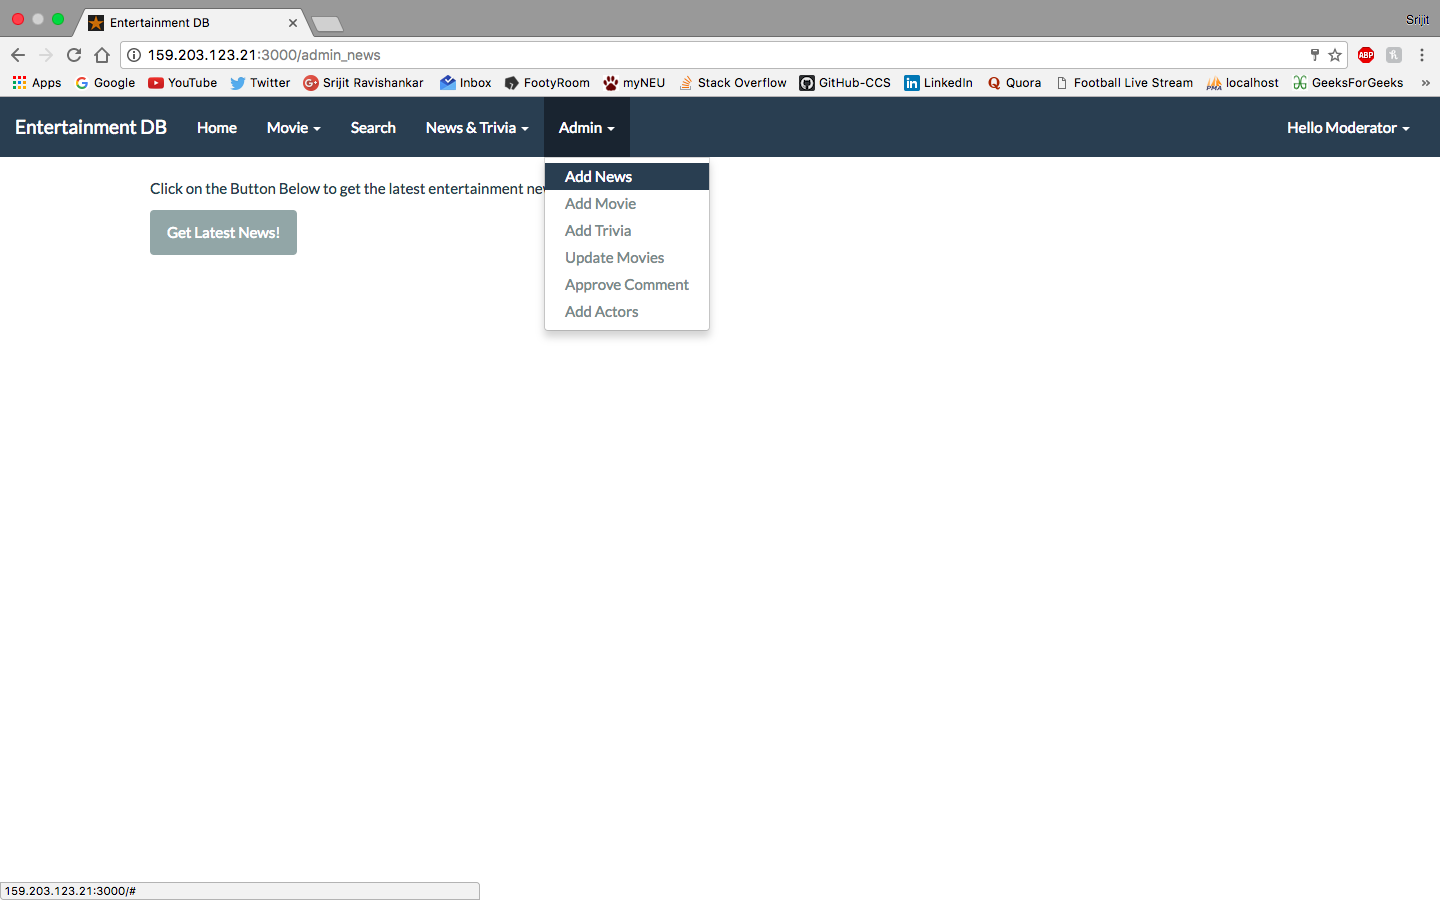 Entertainment DB
Srijit
159.203.123.21:3000/admin_news
ABP
Apps Google YouTube Twitter Srijit Ravishankar Inbox FootyRoom myNEU Stack Overflow GitHub-CCS LinkedIn Quora Football Live Stream localhost GeeksForGeeks »
Entertainment DB Home Movie Search News & Trivia Admin Hello Moderator
Click on the Button Below to get the latest entertainment
Get Latest News!
Add News
Add Movie
Add Trivia
Update Movies
Approve Comment
Add Actors
159.203.123.21:3000/#